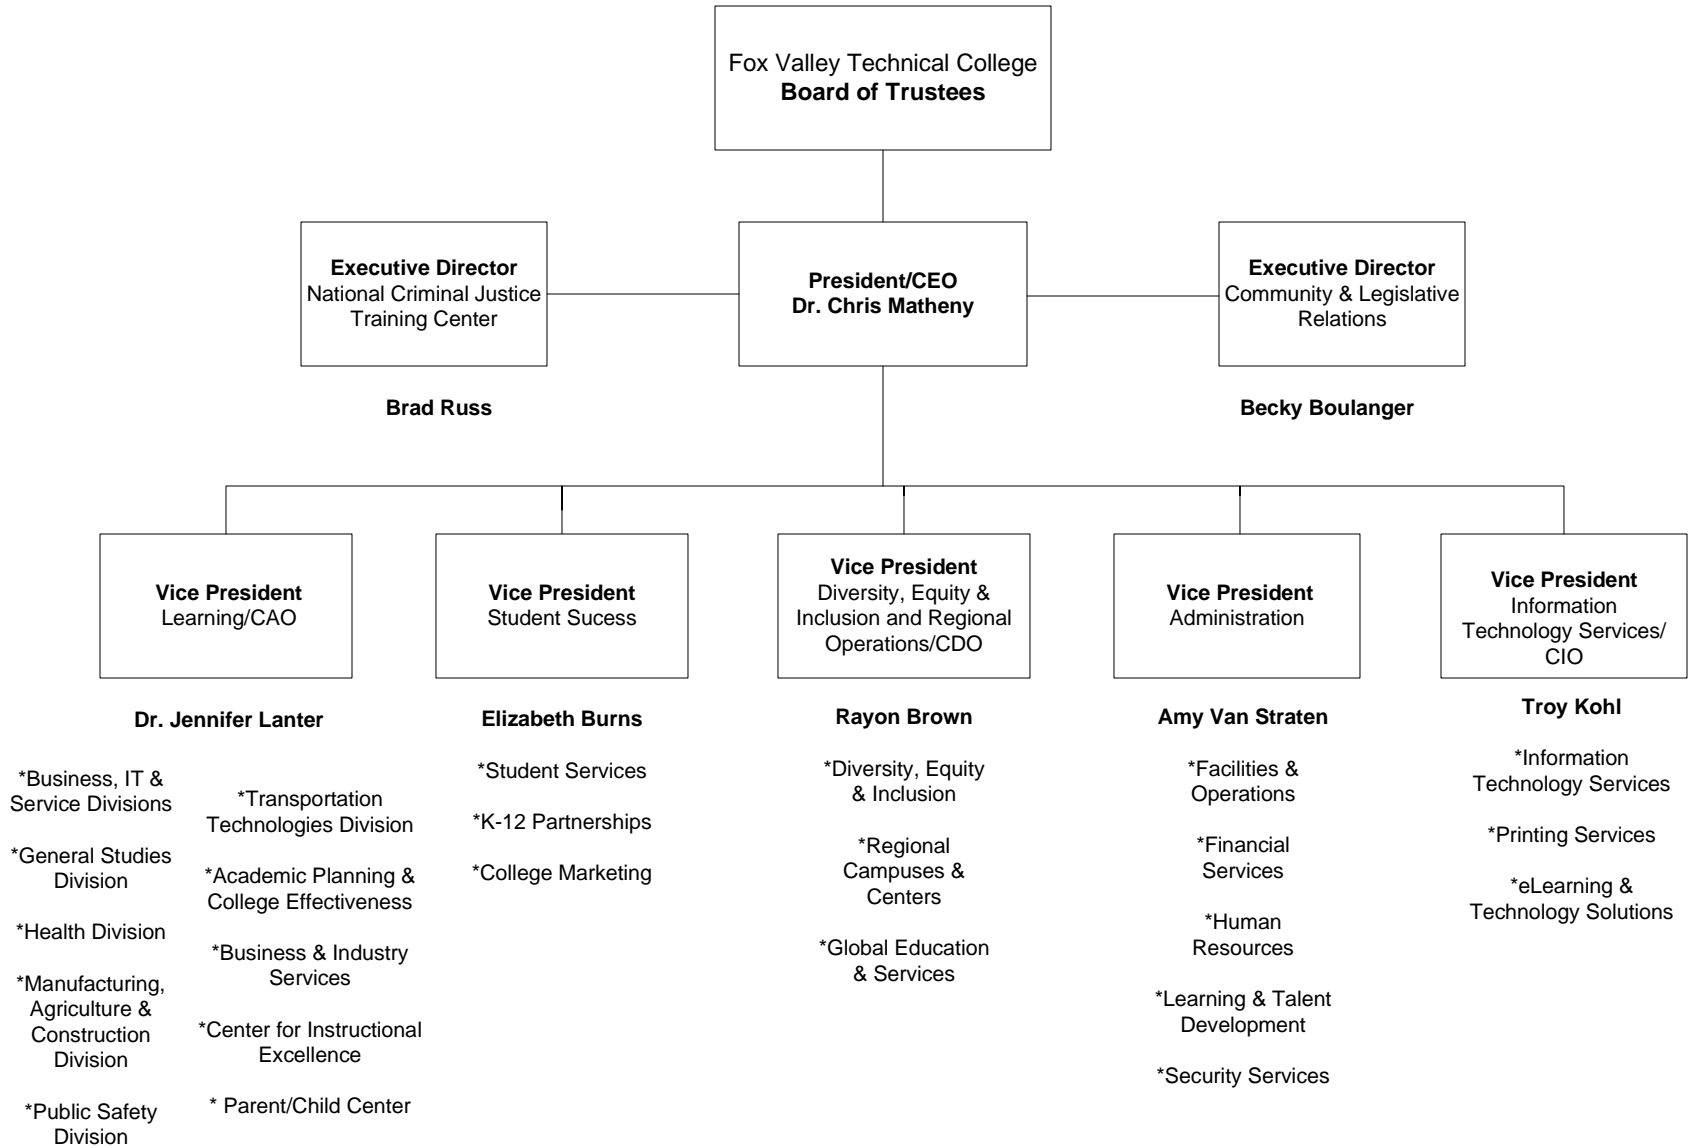 Fox Valley Technical College
Board of Trustees
Executive Director
National Criminal Justice
Training Center
Brad Russ
President/CEO
Dr. Chris Matheny
Executive Director
Community & Legislative
Relations
Becky Boulanger
Vice President
Learning/CAO
Dr. Jennifer Lanter
*Business, IT &
Service Divisions
*General Studies
Division
*Health Division
*Manufacturing,
Agriculture &
Construction
Division
*Public Safety
Division
*Transportation
Technologies Division
*Academic Planning &
College Effectiveness
*Business & Industry
Services
*Center for Instructional
Excellence
* Parent/Child Center
Vice President
Student Sucess
Elizabeth Burns
*Student Services
*K-12 Partnerships
*College Marketing
Vice President
Diversity, Equity &
Inclusion and Regional
Operations/CDO
Rayon Brown
*Diversity, Equity
& Inclusion
*Regional
Campuses &
Centers
*Global Education
& Services
Vice President
Administration
Amy Van Straten
*Facilities &
Operations
*Financial
Services
*Human
Resources
*Learning & Talent
Development
*Security Services
Vice President
Information
Technology Services/
CIO
Troy Kohl
*Information
Technology Services
*Printing Services
*eLearning &
Technology Solutions